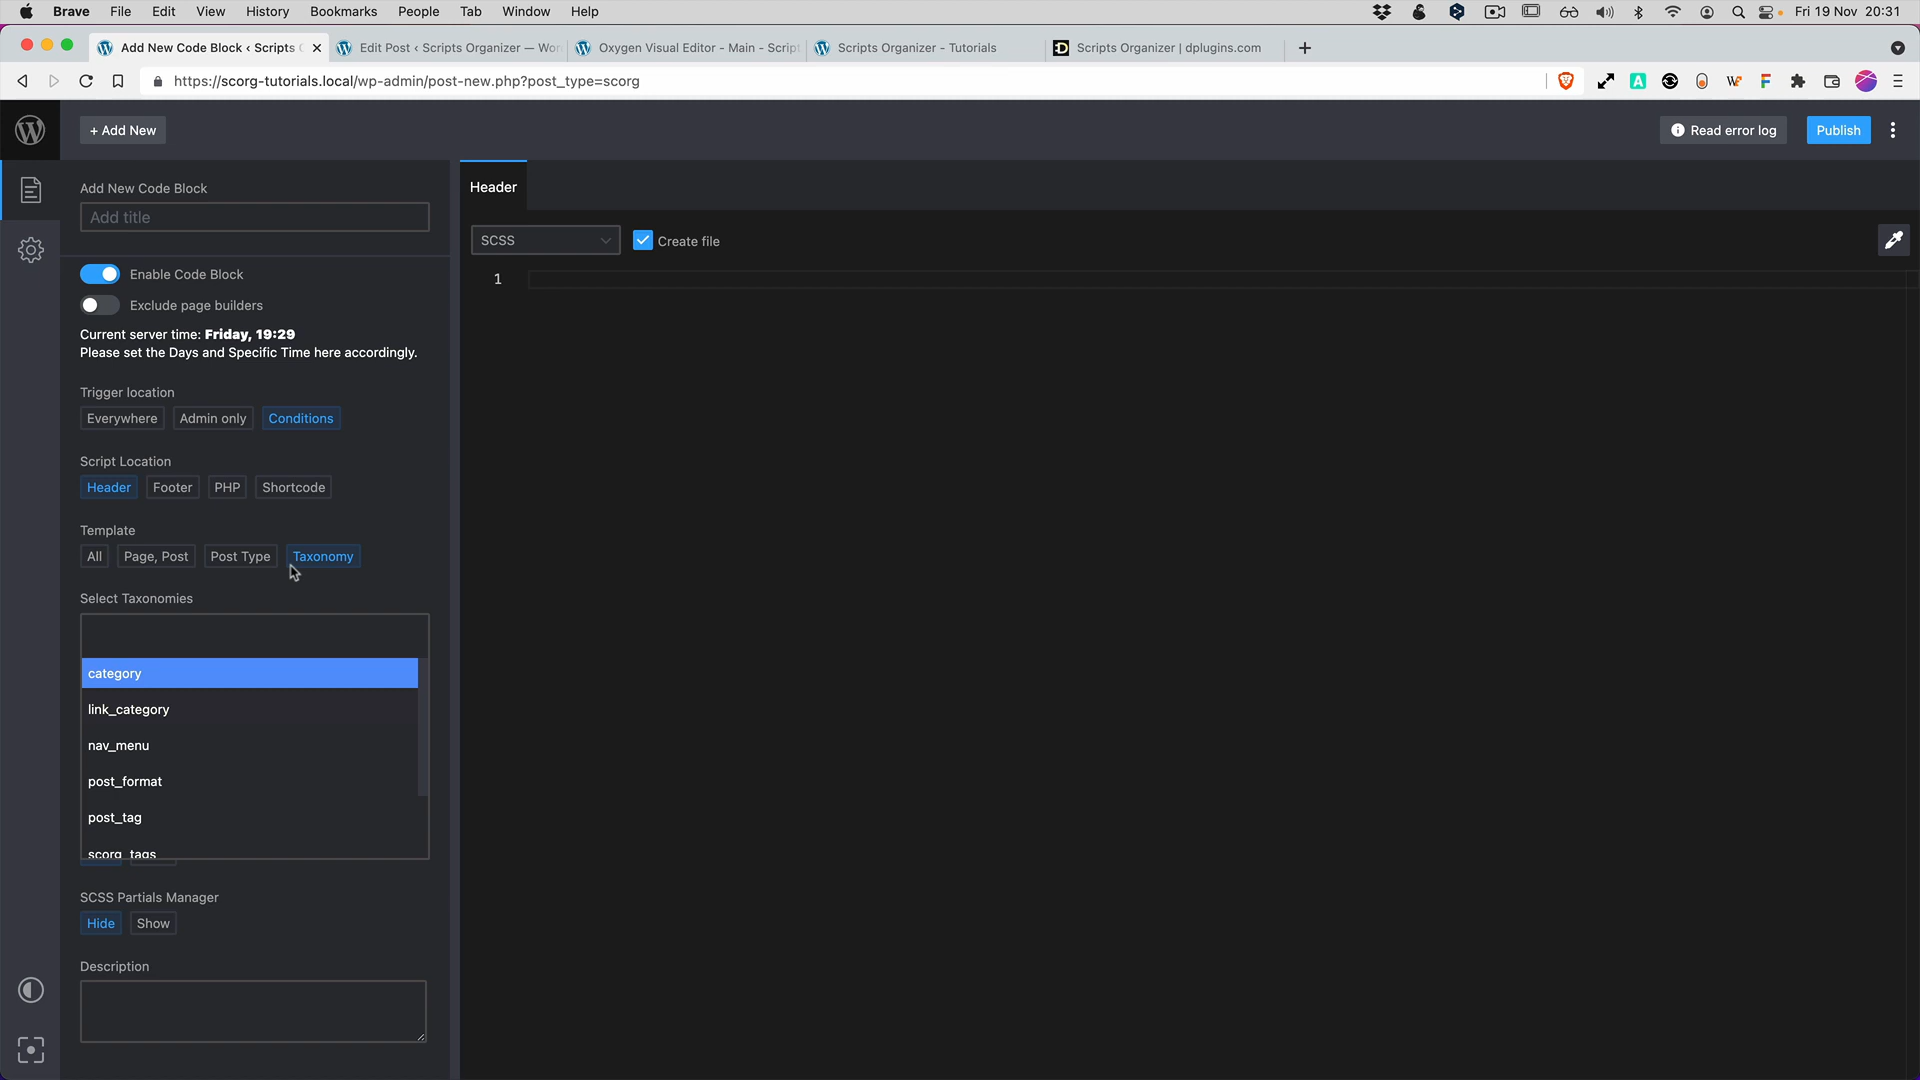 Brave File Edit View History Bookmarks People Tab Window Help Fri 19 Nov 20:31
Add New Code Block ‹ Scripts
Edit Post ‹ Scripts Organizer — Wor
Oxygen Visual Editor - Main - Script
Scripts Organizer - Tutorials
Scripts Organizer | dplugins.com
https://scorg-tutorials.local/wp-admin/post-new.php?post_type=scorg
+ Add New
Read error log
Publish
Add New Code Block
Add title
Enable Code Block
Exclude page builders
Current server time: Friday, 19:29
Please set the Days and Specific Time here accordingly.
Trigger location
Everywhere Admin only Conditions
Script Location
Header Footer PHP Shortcode
Template
All Page, Post Post Type Taxonomy
Select Taxonomies
category
link_category
nav_menu
post_format
post_tag
scorg_tags
SCSS Partials Manager
Hide Show
Description
Header
SCSS
Create file
1